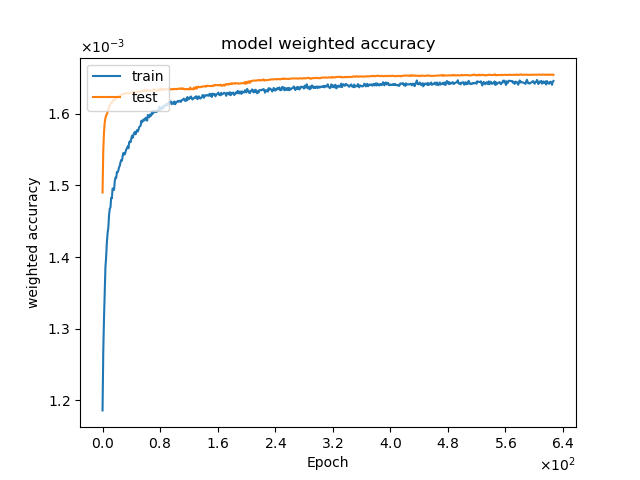 model weighted accuracy
×10⁻³
train
test
1.6
1.5
1.4
1.3
1.2
weighted accuracy
0.0 0.8 1.6 2.4 3.2 4.0 4.8 5.6 6.4
Epoch
×10²